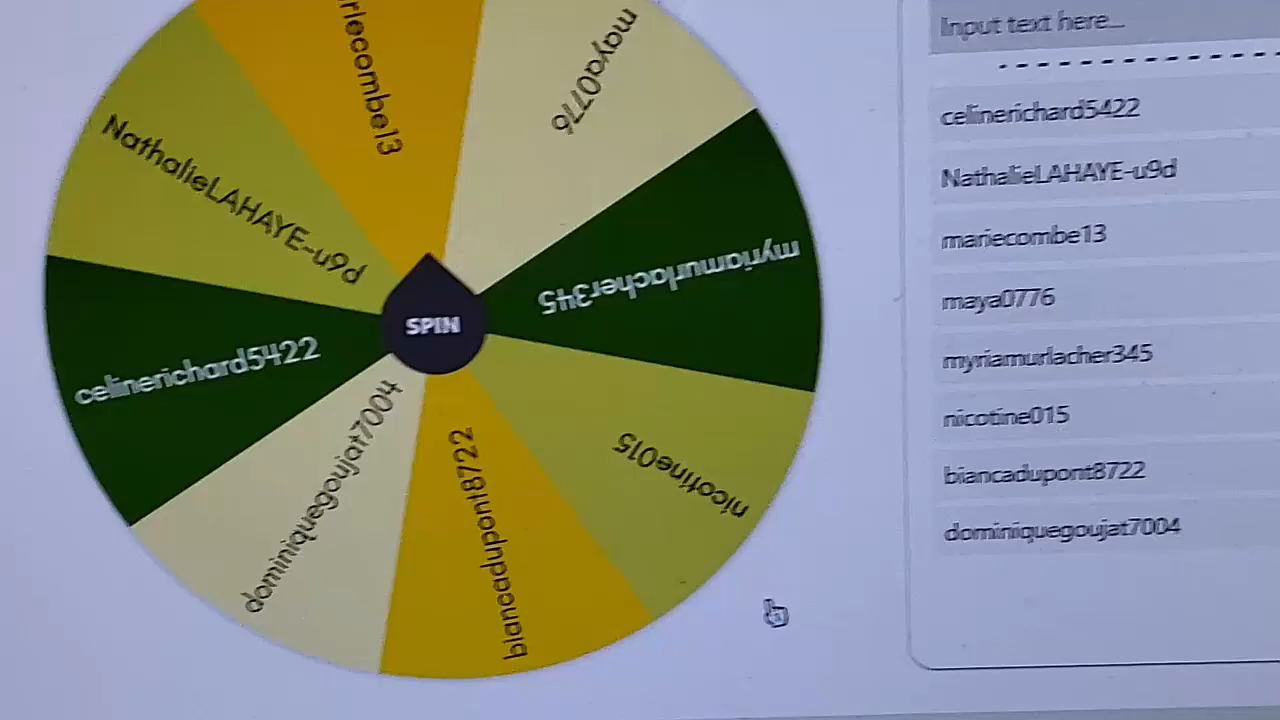 Input text here...
celinerichard5422
NathalieLAHAYE-u9d
mariecombe13
maya0776
myriamurlacher345
nicotine015
biancadupont8722
dominiquegoujat7004
riecombe13
maya0776
NathalieLAHAYE-u9d
myriamurlacher345
SPIN
celinerichard5422
dominiquegoujat7004
biancadupont8722
nicotine015